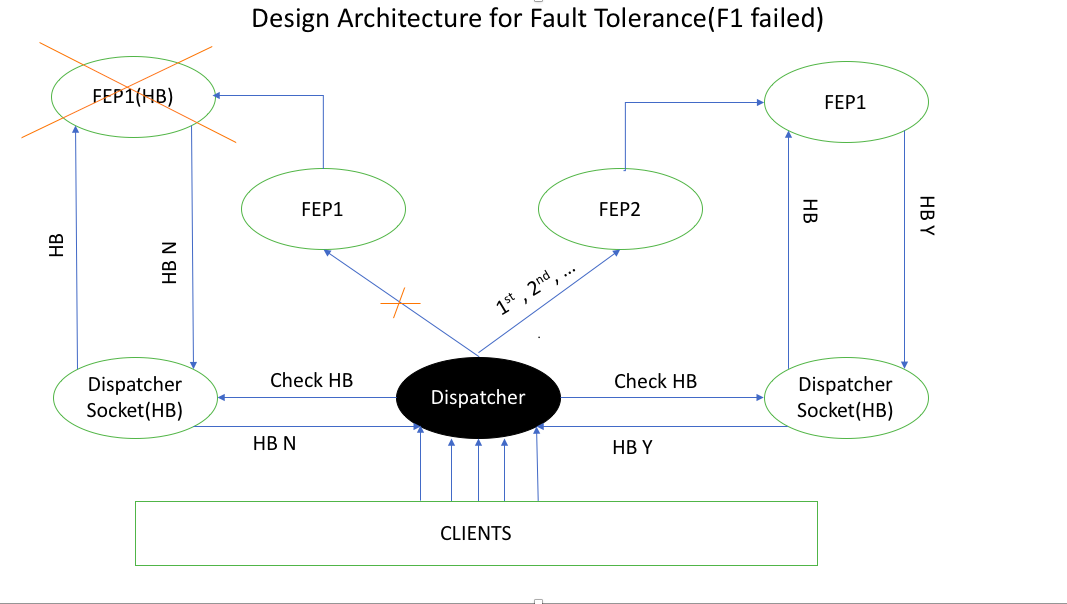 Design Architecture for Fault Tolerance(F1 failed)
FEP1(HB)
FEP1
FEP1
FEP2
HB
HB N
1st , 2nd , ...
HB
HB Y
.
Dispatcher
Socket(HB)
Check HB
Dispatcher
Check HB
Dispatcher
Socket(HB)
HB N
HB Y
CLIENTS